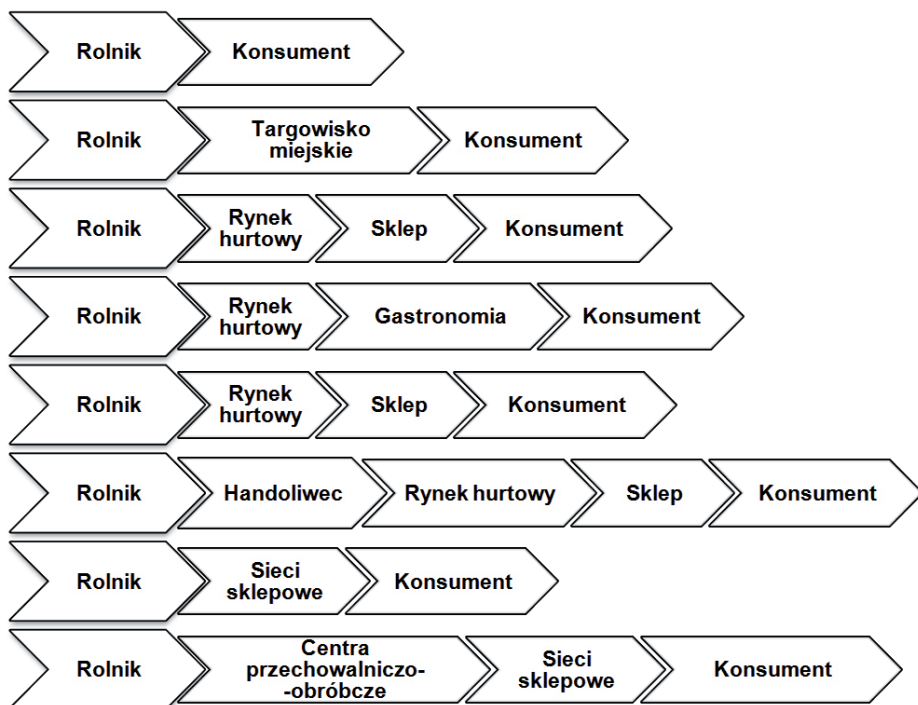 Rolnik Konsument
Rolnik Targowisko miejskie Konsument
Rolnik Rynek hurtowy Sklep Konsument
Rolnik Rynek hurtowy Gastronomia Konsument
Rolnik Rynek hurtowy Sklep Konsument
Rolnik Handoliwec Rynek hurtowy Sklep Konsument
Rolnik Sieci sklepowe Konsument
Rolnik Centra przechowalniczo- -obróbcze Sieci sklepowe Konsument